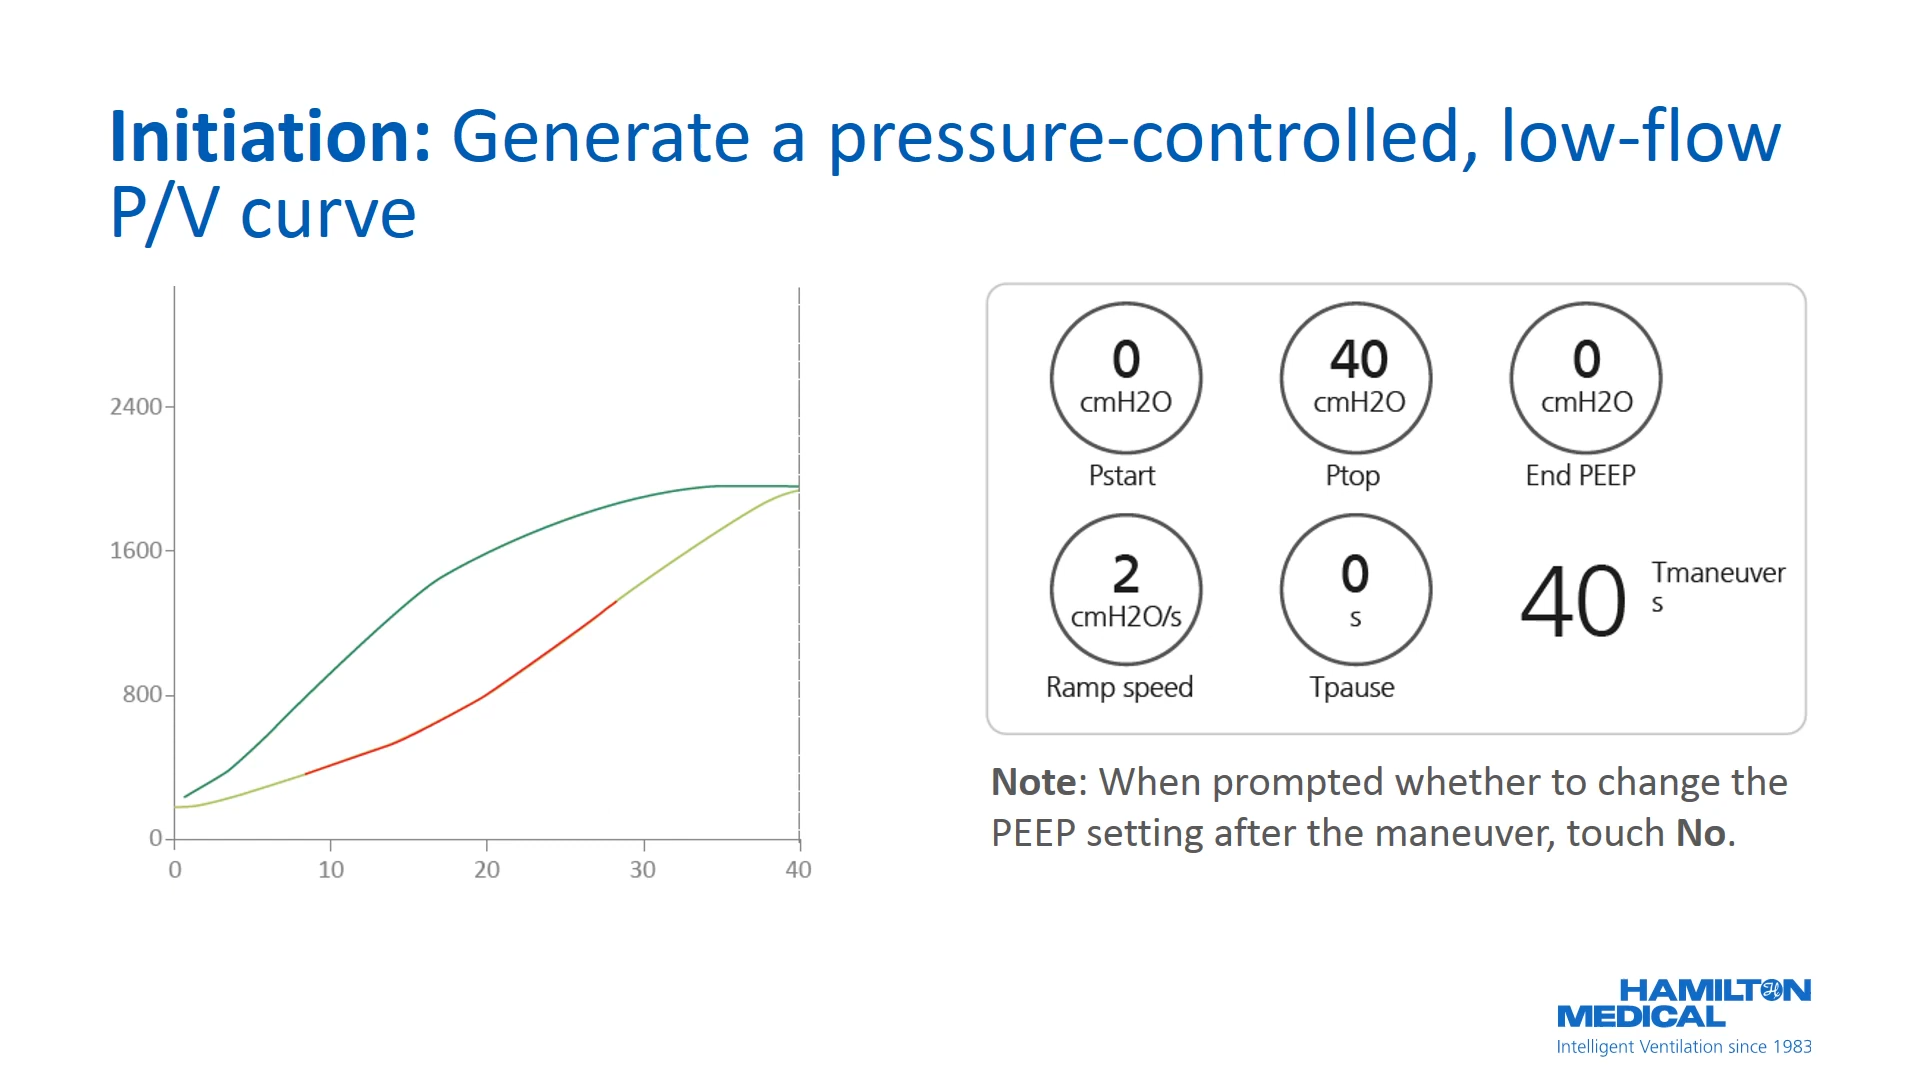 Initiation: Generate a pressure-controlled, low-flow
P/V curve
2400
1600
800
0
0 10 20 30 40
0 40 0
cmH2O cmH2O cmH2O
Pstart Ptop End PEEP
2 0 40 Tmaneuver
cmH2O/s s s
Ramp speed Tpause
Note: When prompted whether to change the
PEEP setting after the maneuver, touch No.
HAMILTON
MEDICAL
Intelligent Ventilation since 1983